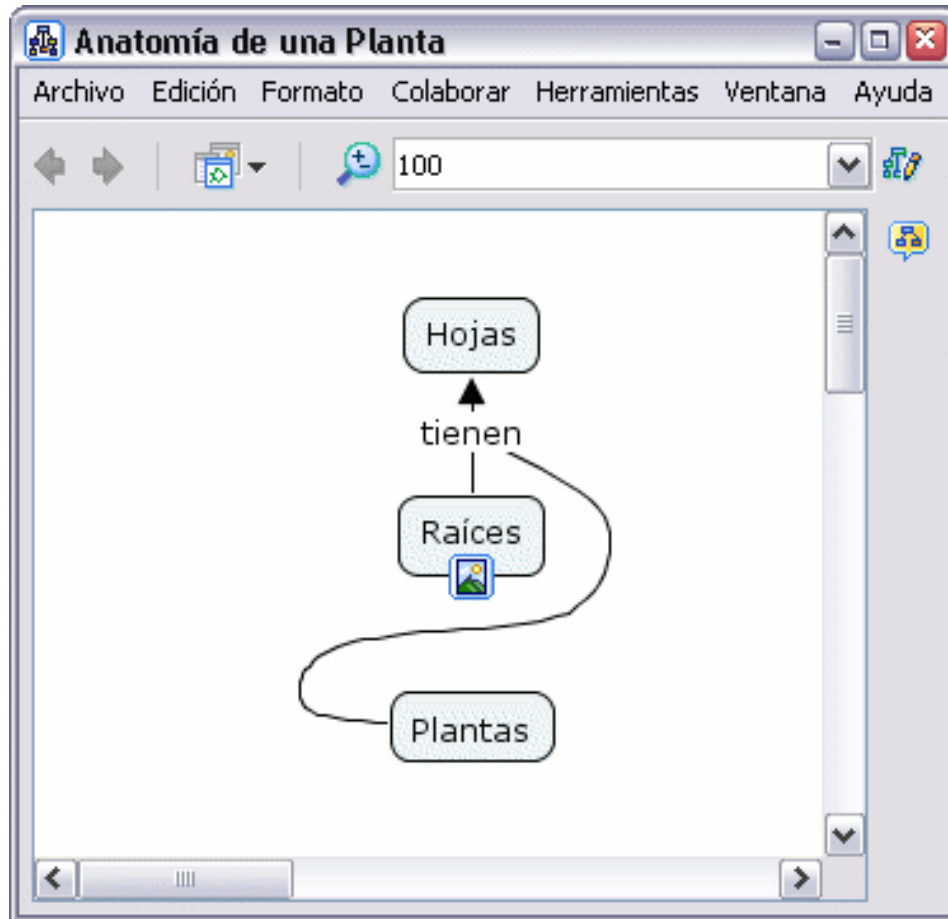 Anatomía de una Planta
Archivo Edición Formato Colaborar Herramientas Ventana Ayuda
100
Hojas
tienen
Raíces
Plantas